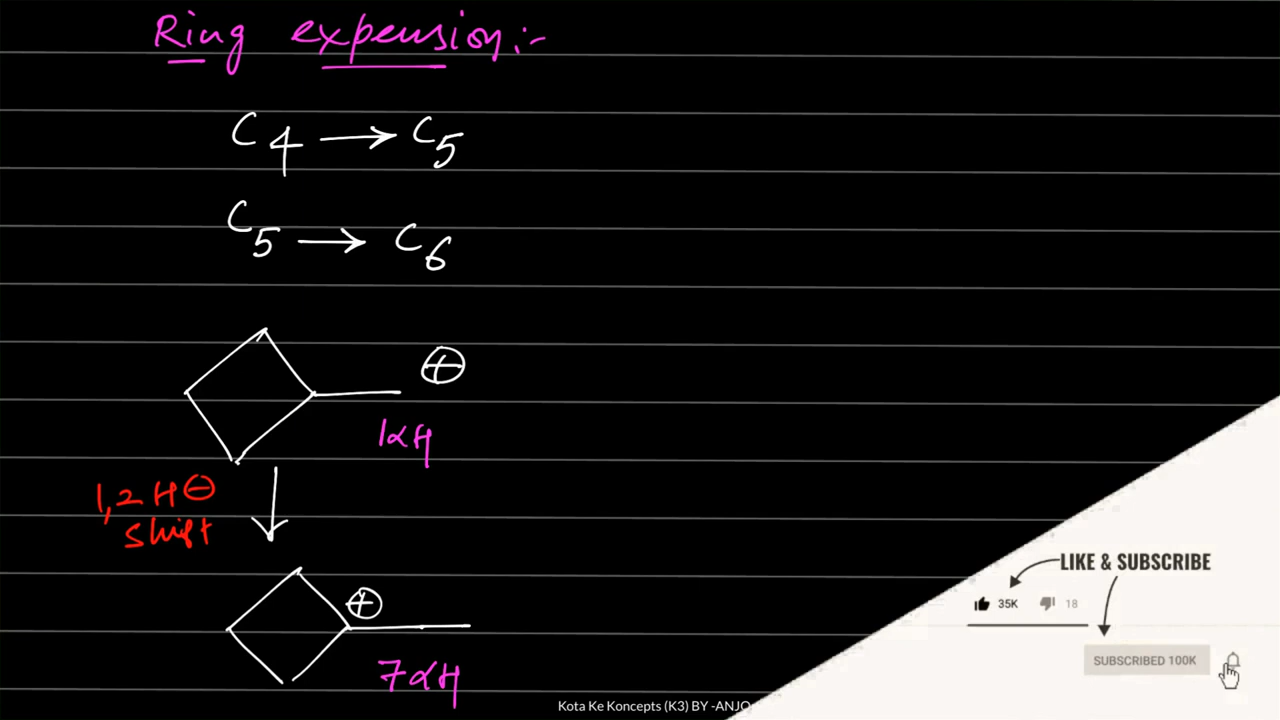 Ring expension:-
C4 → C5
C5 → C6
⊕
1αH
1,2 H⊖
shift
⊕
7αH
LIKE & SUBSCRIBE
35K 18
SUBSCRIBED 100K
Kota Ke Koncepts (K3) BY -ANJO